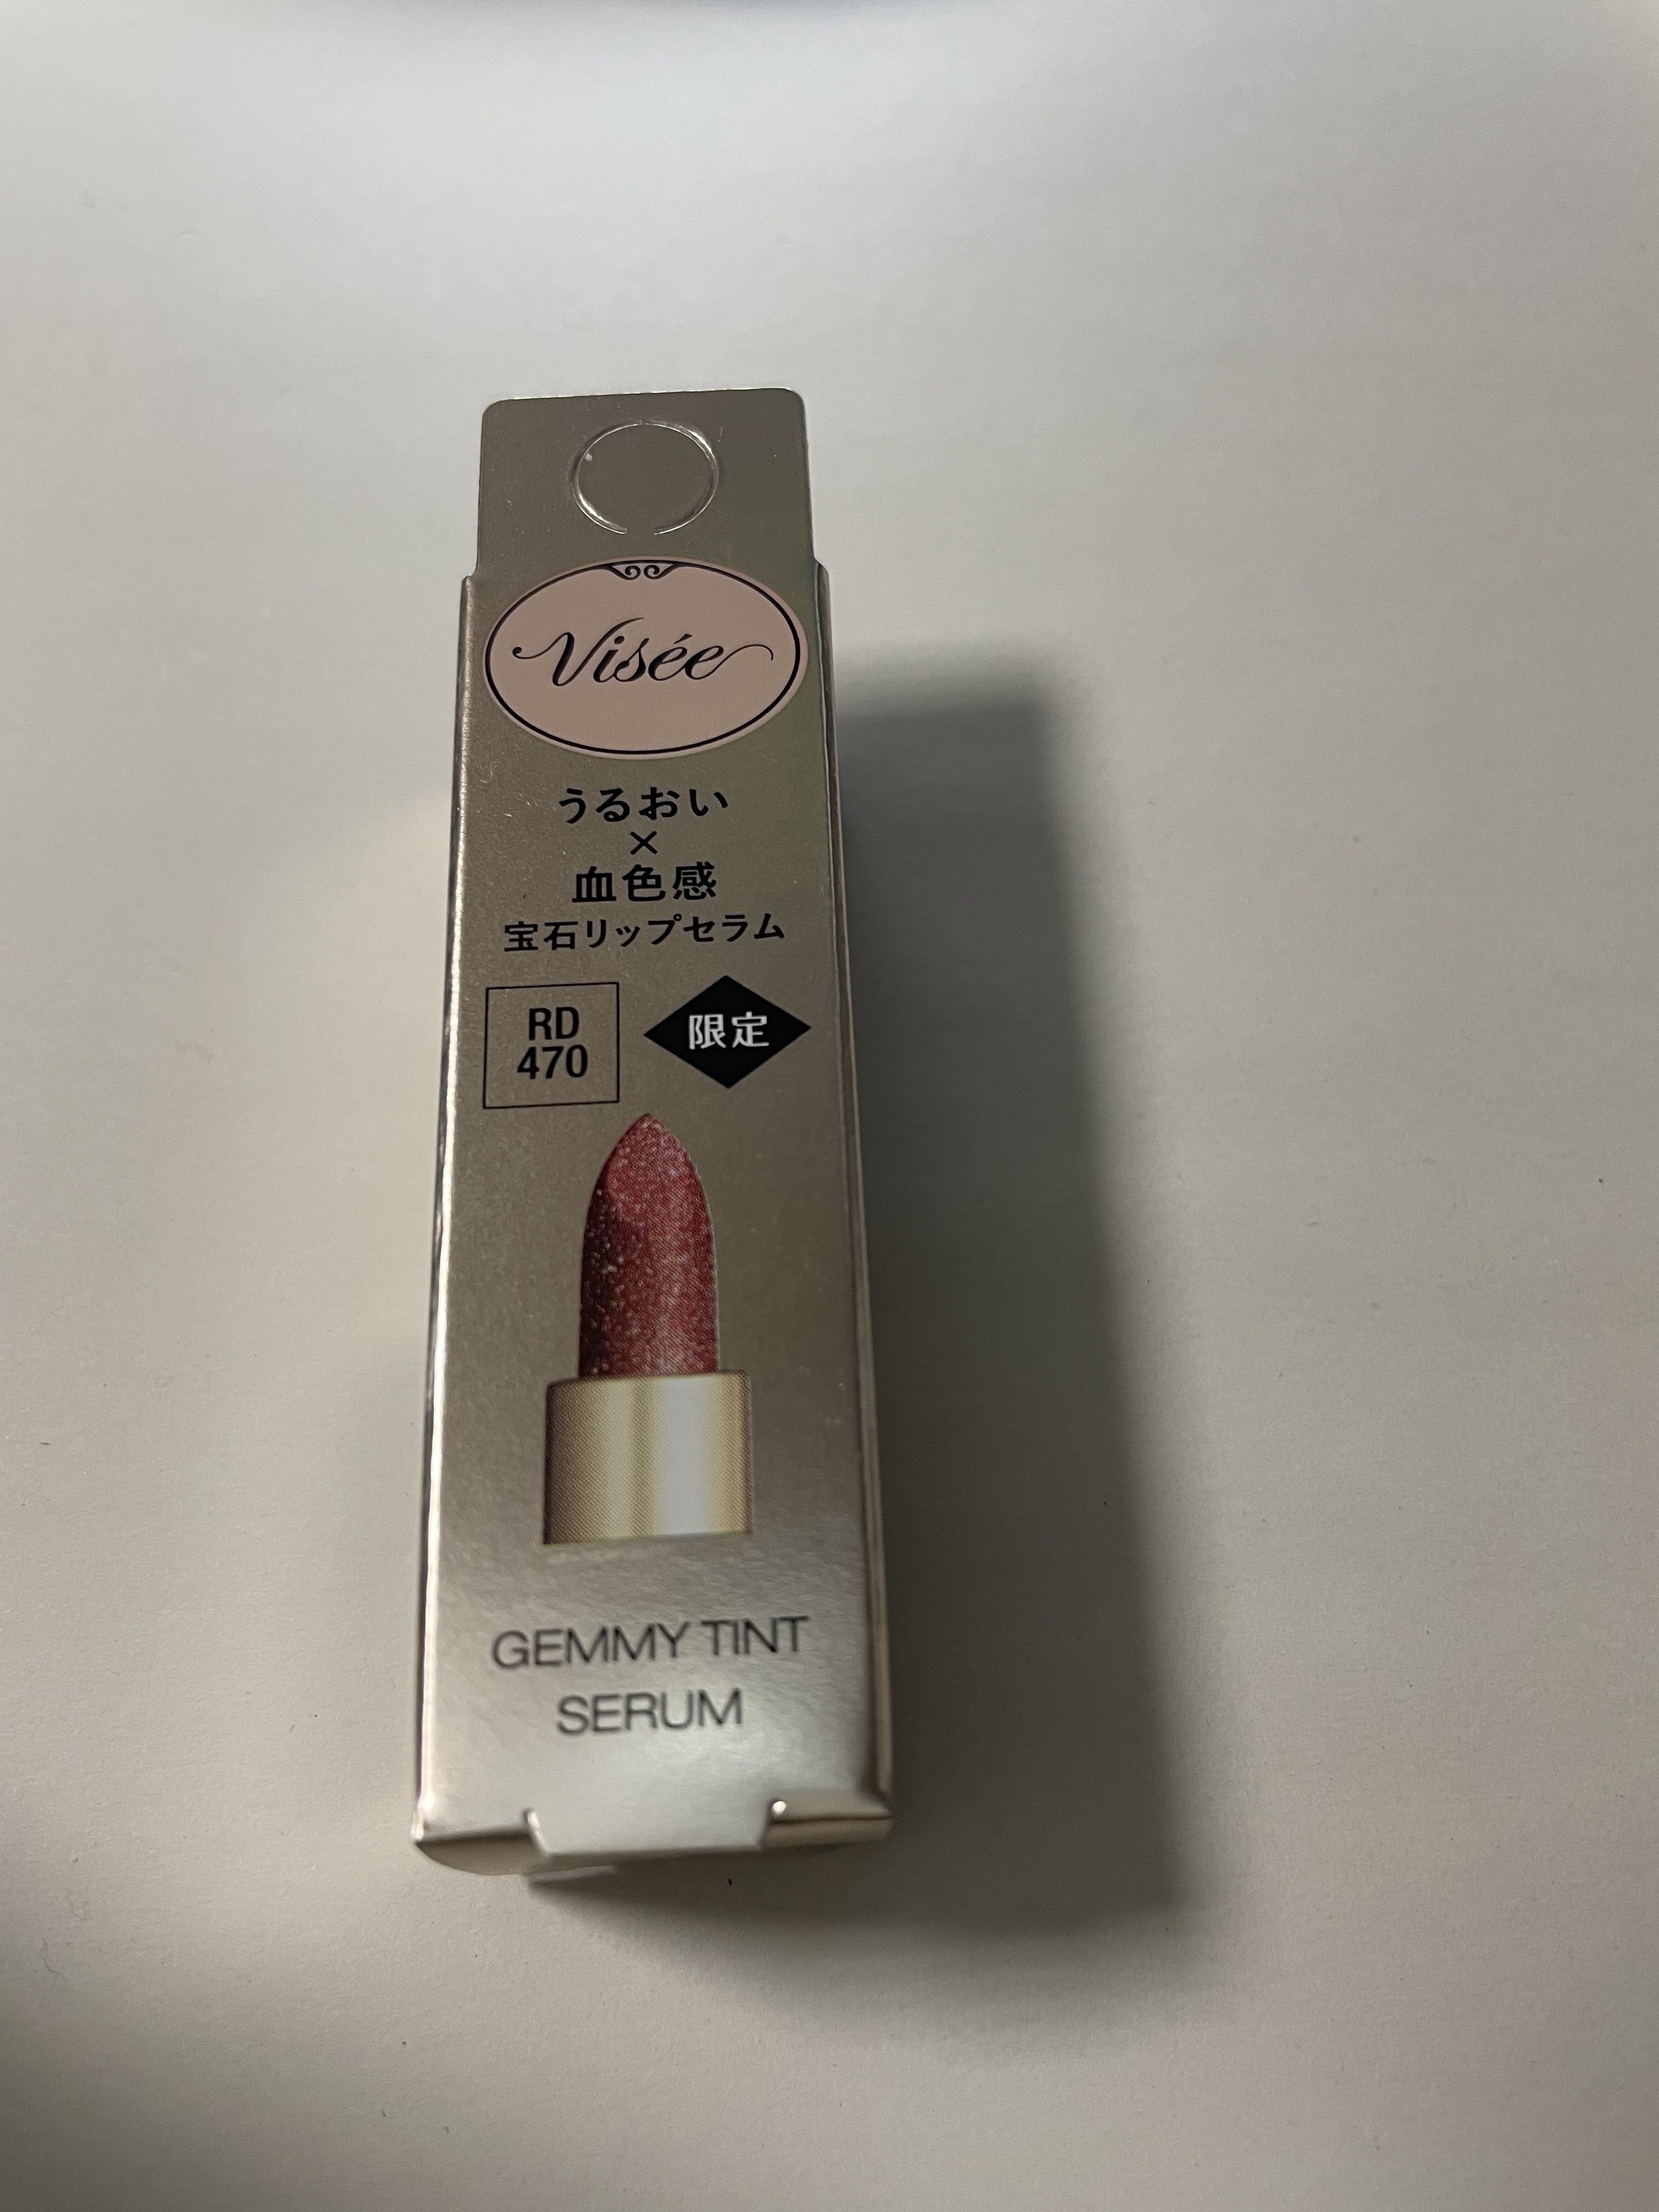 Visée
うるおい
×
血色感
宝石リップセラム
RD
470
限定
GEMMY TINT
SERUM